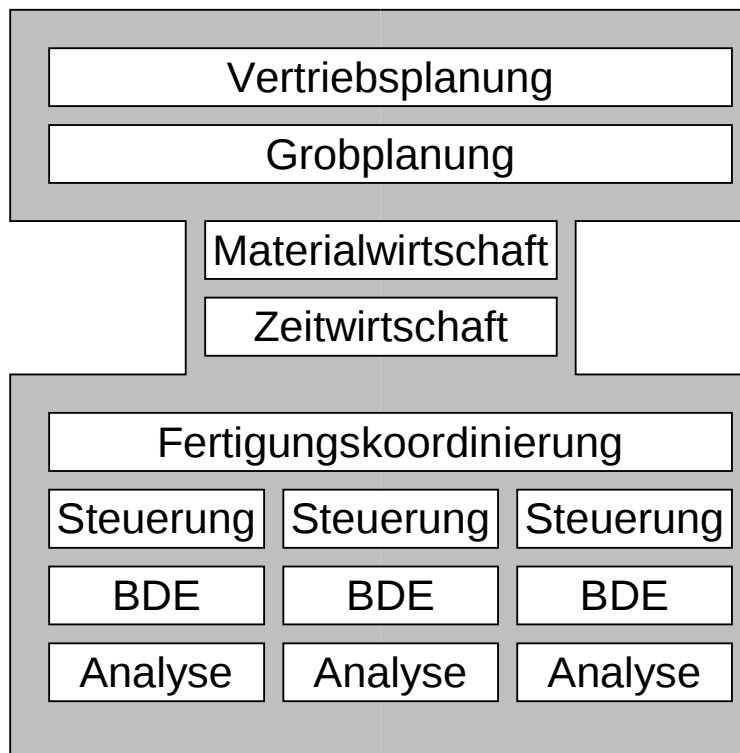 Vertriebsplanung
Grobplanung
Materialwirtschaft
Zeitwirtschaft
Fertigungskoordinierung
Steuerung Steuerung Steuerung
BDE BDE BDE
Analyse Analyse Analyse